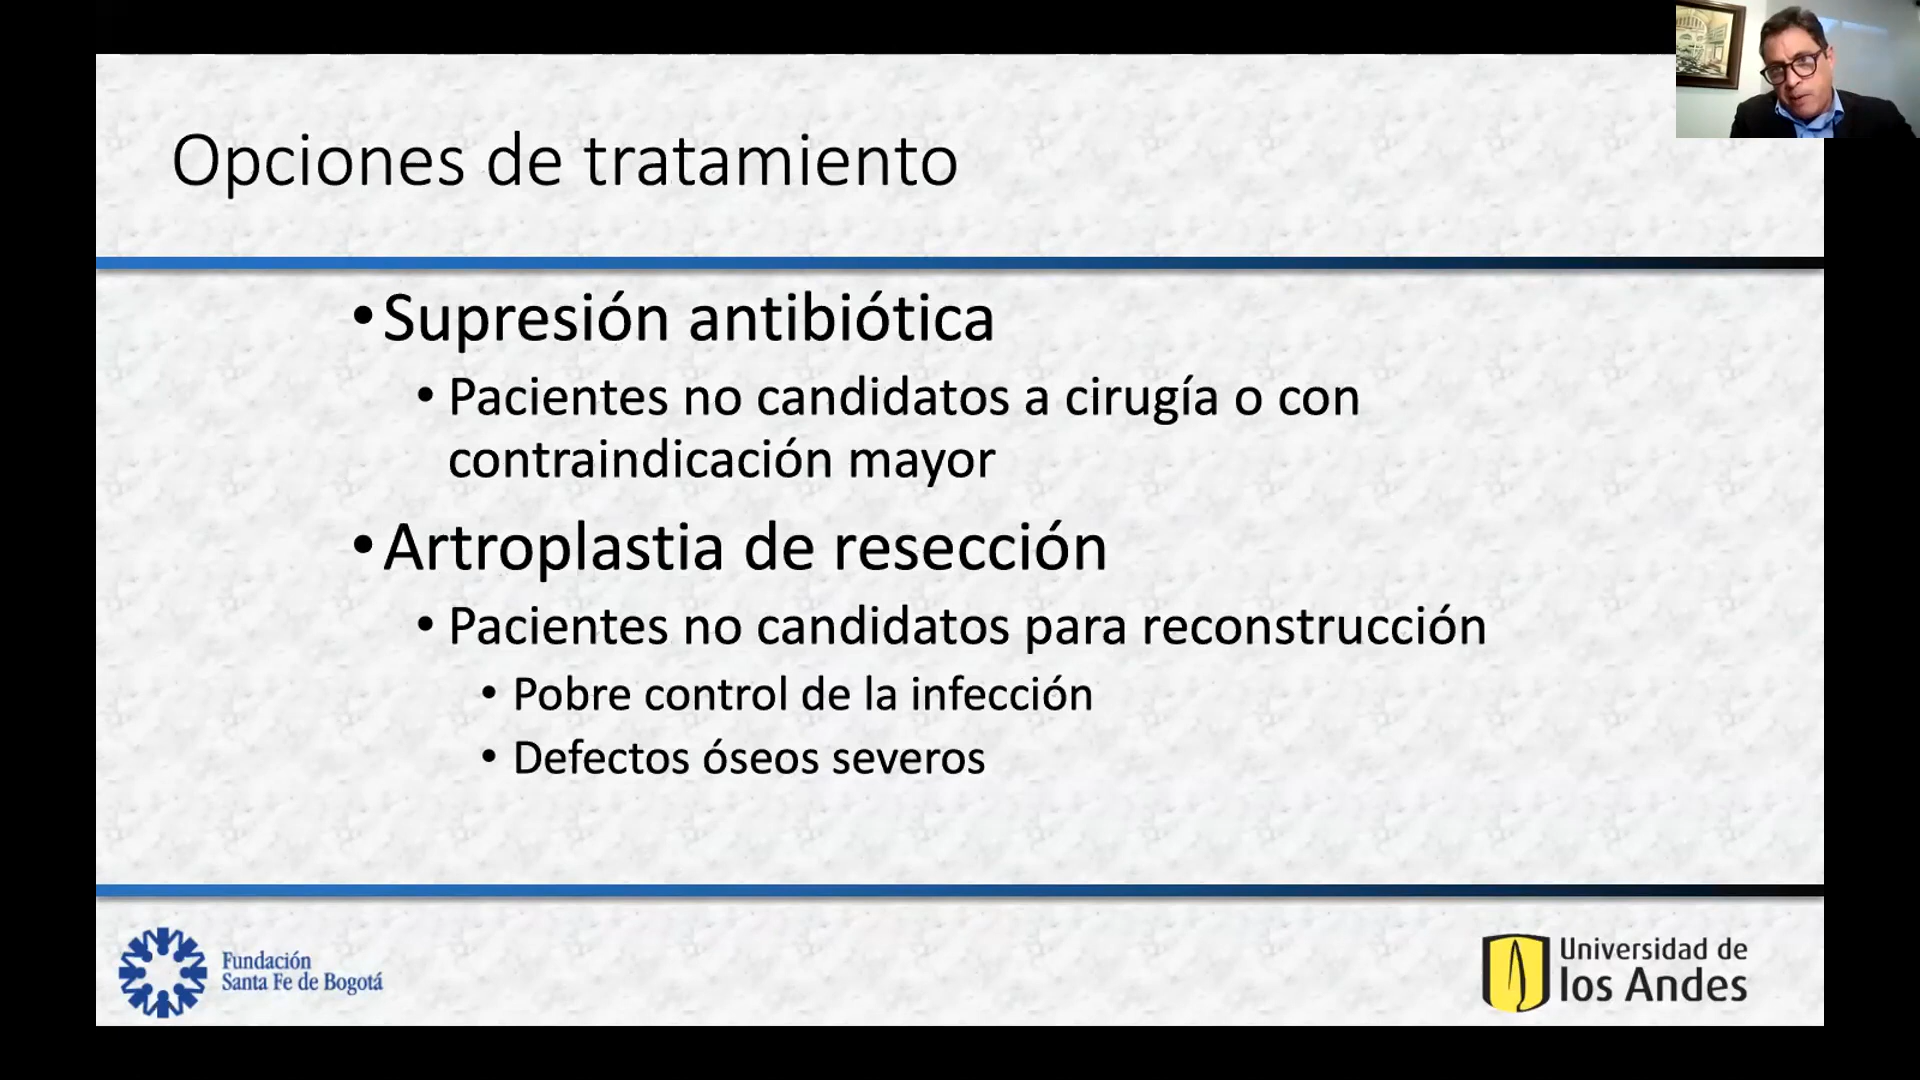 Opciones de tratamiento
•Supresión antibiótica
• Pacientes no candidatos a cirugía o con
contraindicación mayor
•Artroplastia de resección
• Pacientes no candidatos para reconstrucción
• Pobre control de la infección
• Defectos óseos severos
Fundación
Santa Fe de Bogotá
Universidad de
los Andes